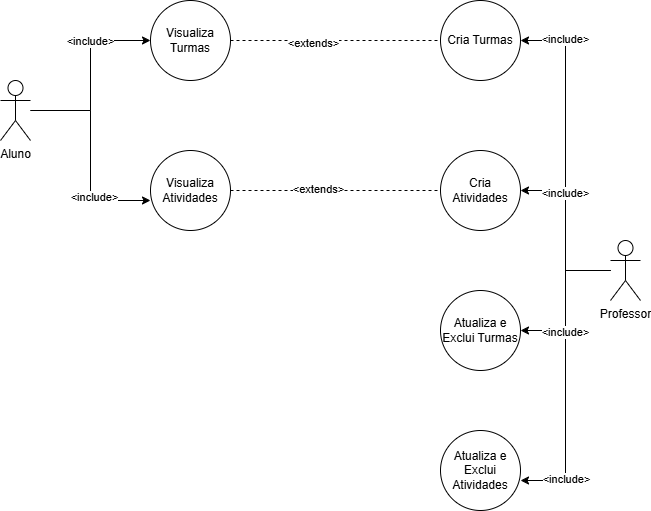 Visualiza
Turmas
<include>
<extends>
Cria Turmas
<include>
Aluno
Visualiza
Atividades
<include>
<extends>
Cria
Atividades
<include>
Professor
Atualiza e
Exclui Turmas
<include>
Atualiza e
Exclui
Atividades
<include>